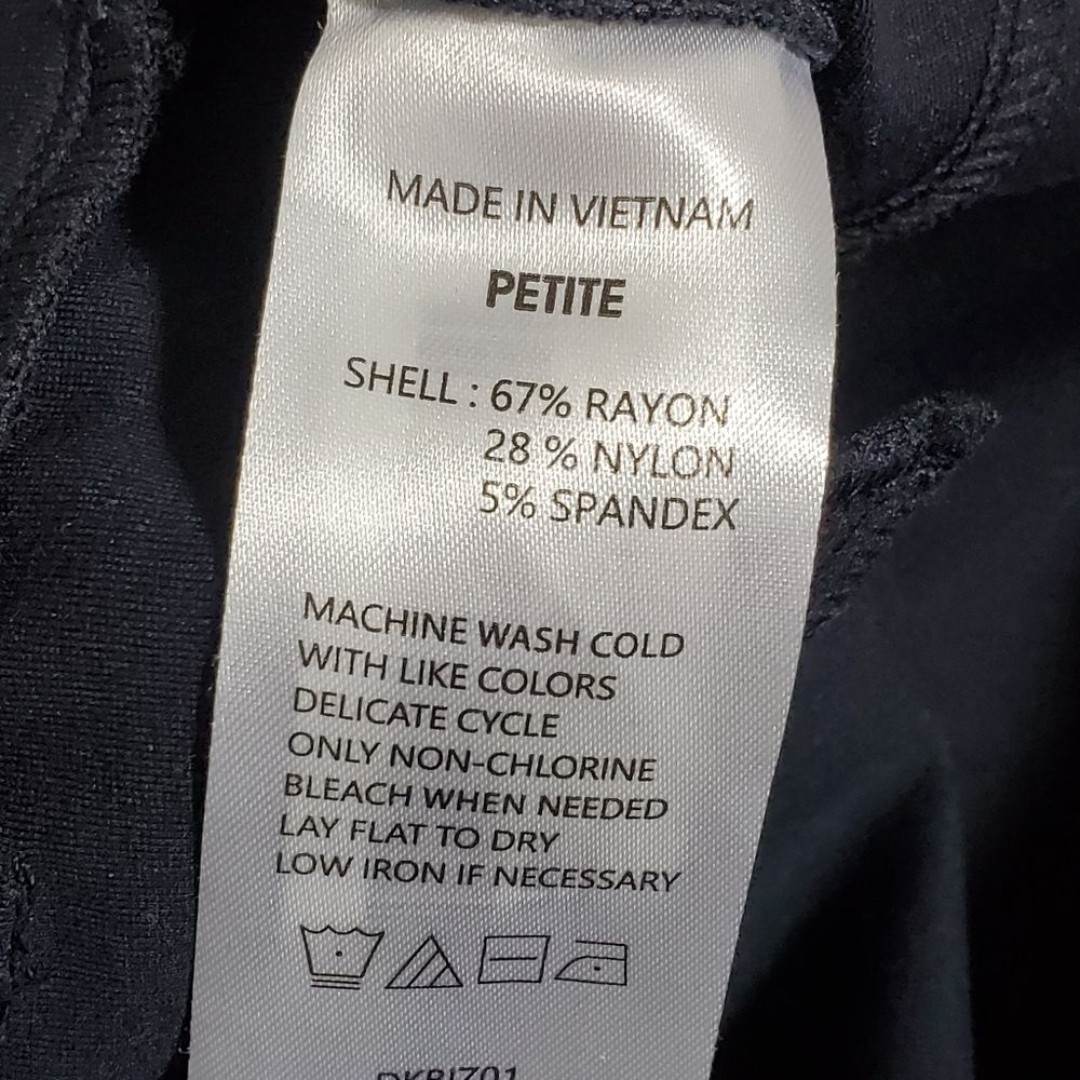 MADE IN VIETNAM
PETITE
SHELL : 67% RAYON
28 % NYLON
5% SPANDEX
MACHINE WASH COLD
WITH LIKE COLORS
DELICATE CYCLE
ONLY NON-CHLORINE
BLEACH WHEN NEEDED
LAY FLAT TO DRY
LOW IRON IF NECESSARY